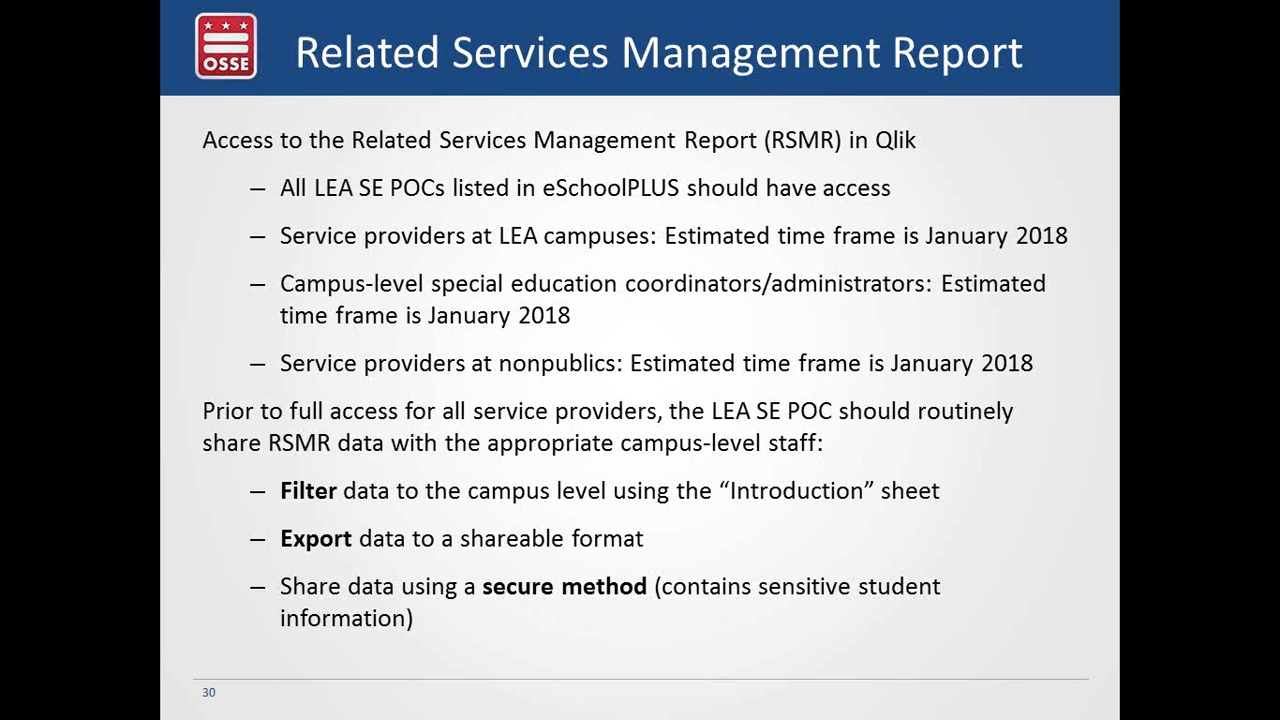 OSSE
Related Services Management Report
Access to the Related Services Management Report (RSMR) in Qlik
– All LEA SE POCs listed in eSchoolPLUS should have access
– Service providers at LEA campuses: Estimated time frame is January 2018
– Campus-level special education coordinators/administrators: Estimated
time frame is January 2018
– Service providers at nonpublics: Estimated time frame is January 2018
Prior to full access for all service providers, the LEA SE POC should routinely
share RSMR data with the appropriate campus-level staff:
– Filter data to the campus level using the “Introduction” sheet
– Export data to a shareable format
– Share data using a secure method (contains sensitive student
information)
30